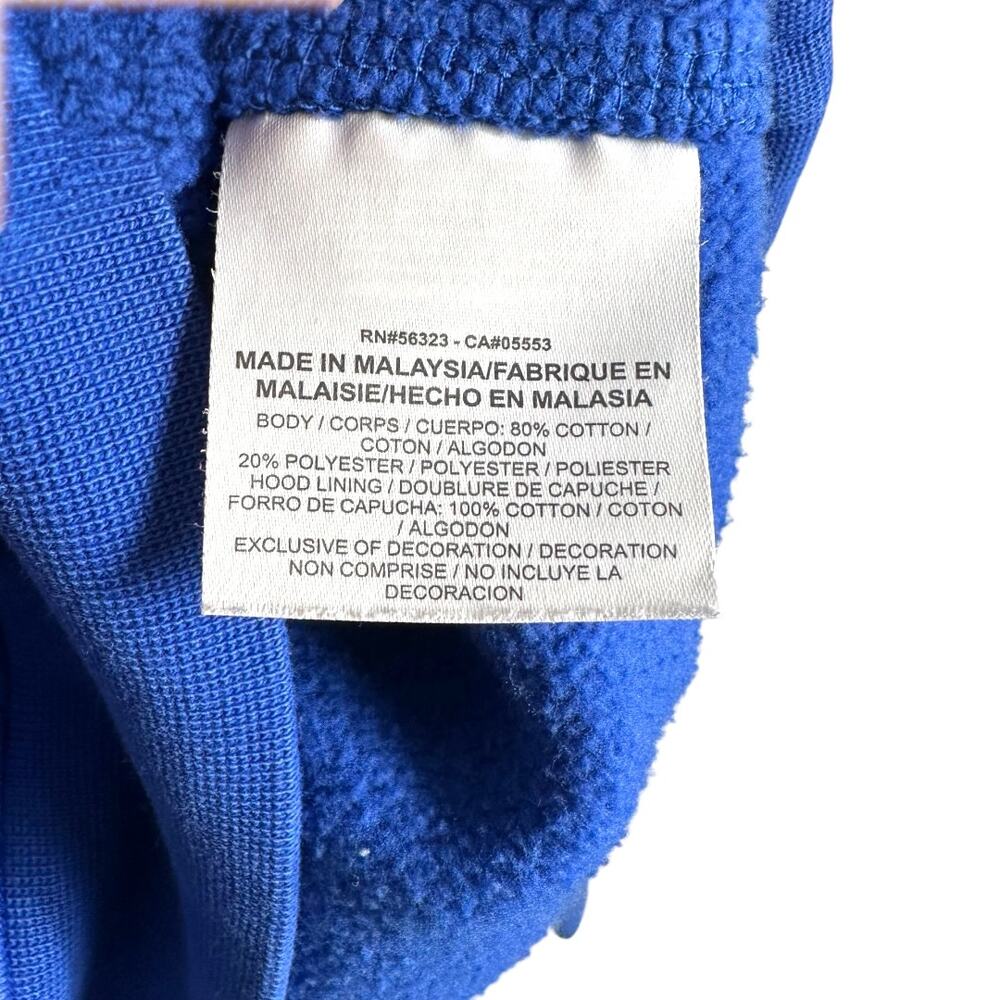 RN#56323 - CA#05553
MADE IN MALAYSIA/FABRIQUE EN
MALAISIE/HECHO EN MALASIA
BODY / CORPS / CUERPO: 80% COTTON /
COTON / ALGODON
20% POLYESTER / POLYESTER / POLIESTER
HOOD LINING / DOUBLURE DE CAPUCHE /
FORRO DE CAPUCHA: 100% COTTON / COTON
/ ALGODON
EXCLUSIVE OF DECORATION / DECORATION
NON COMPRISE / NO INCLUYE LA
DECORACION